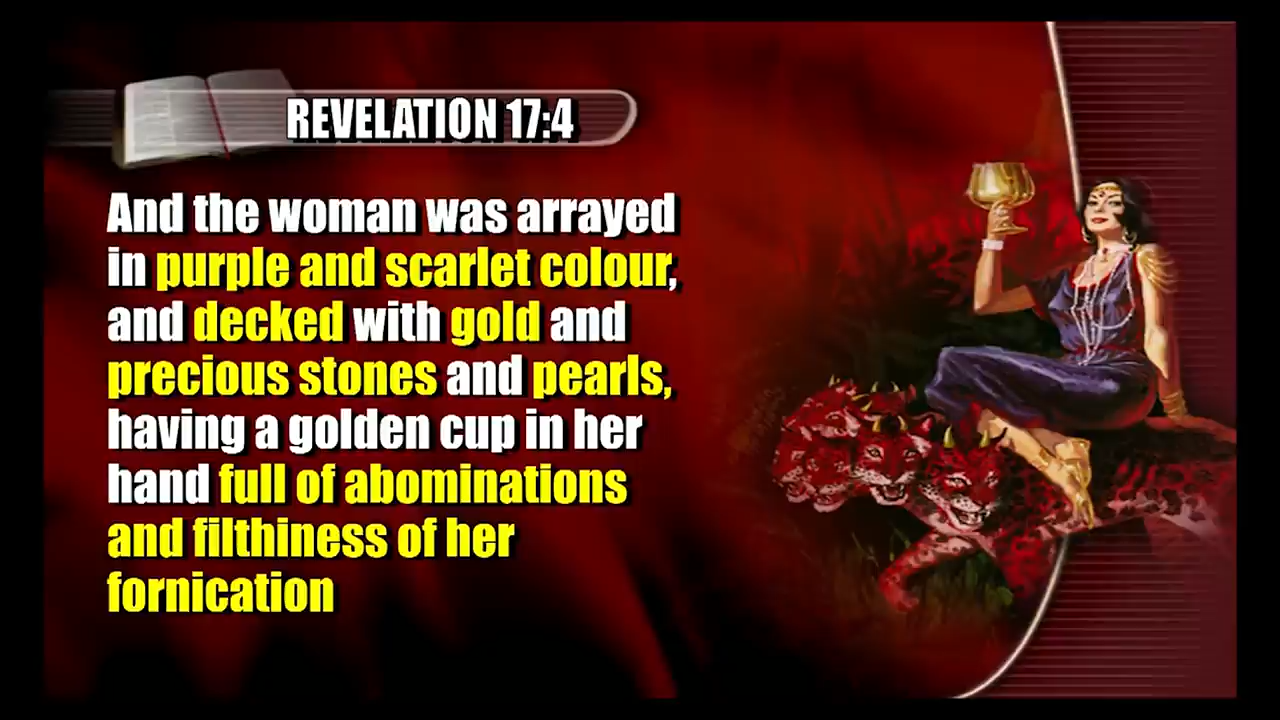 REVELATION 17:4
And the woman was arrayed
in purple and scarlet colour,
and decked with gold and
precious stones and pearls,
having a golden cup in her
hand full of abominations
and filthiness of her
fornication